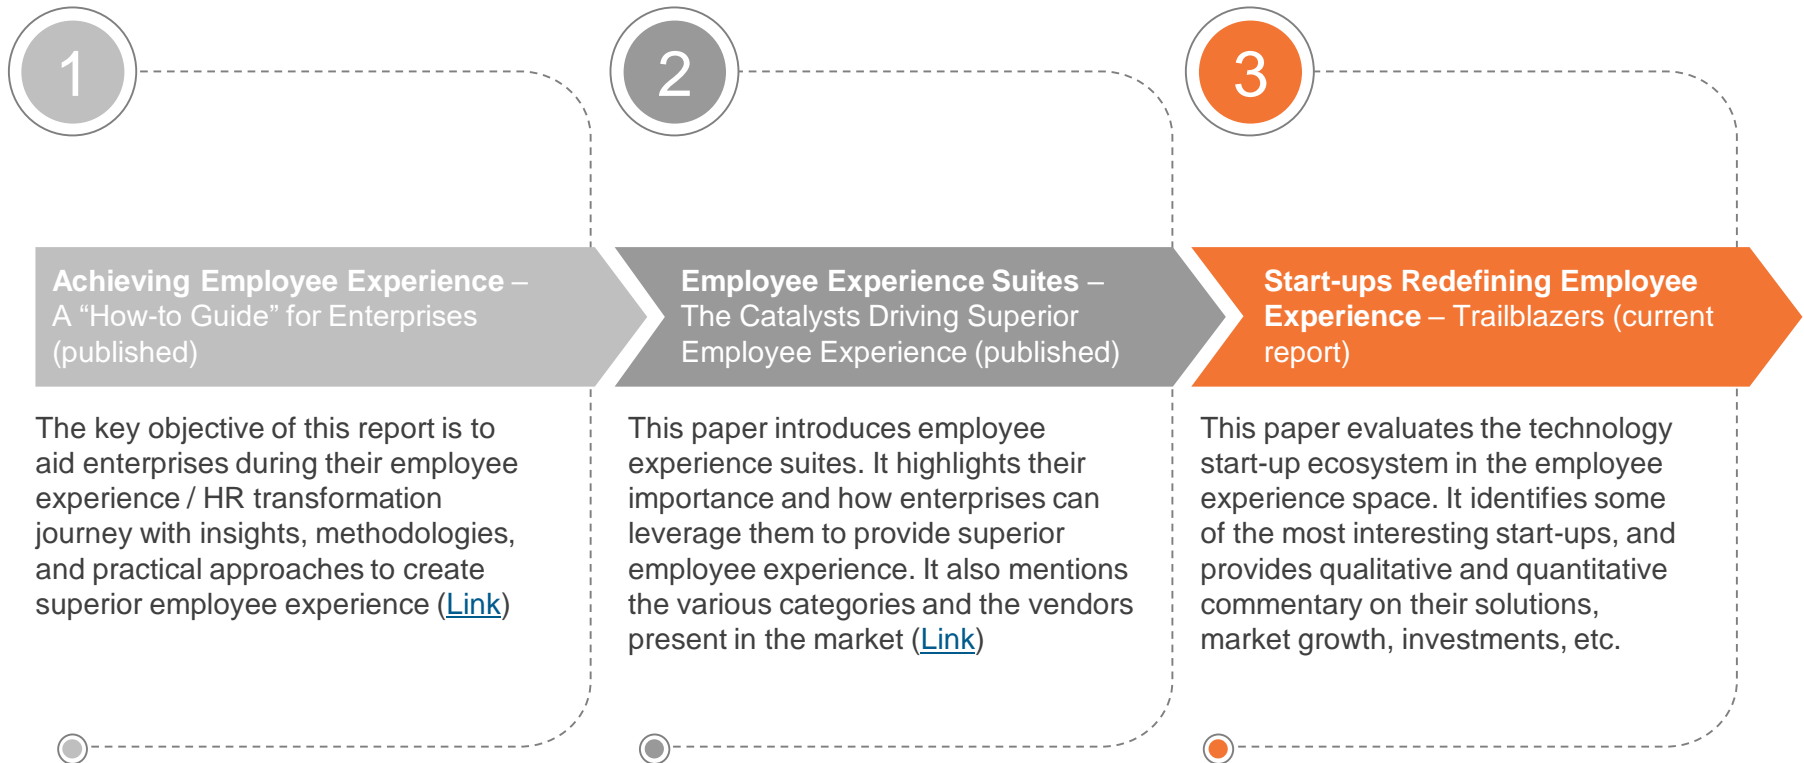 1
Achieving Employee Experience –
A “How-to Guide” for Enterprises
(published)
The key objective of this report is to
aid enterprises during their employee
experience / HR transformation
journey with insights, methodologies,
and practical approaches to create
superior employee experience (Link)
2
Employee Experience Suites –
The Catalysts Driving Superior
Employee Experience (published)
This paper introduces employee
experience suites. It highlights their
importance and how enterprises can
leverage them to provide superior
employee experience. It also mentions
the various categories and the vendors
present in the market (Link)
3
Start-ups Redefining Employee
Experience – Trailblazers (current
report)
This paper evaluates the technology
start-up ecosystem in the employee
experience space. It identifies some
of the most interesting start-ups, and
provides qualitative and quantitative
commentary on their solutions,
market growth, investments, etc.